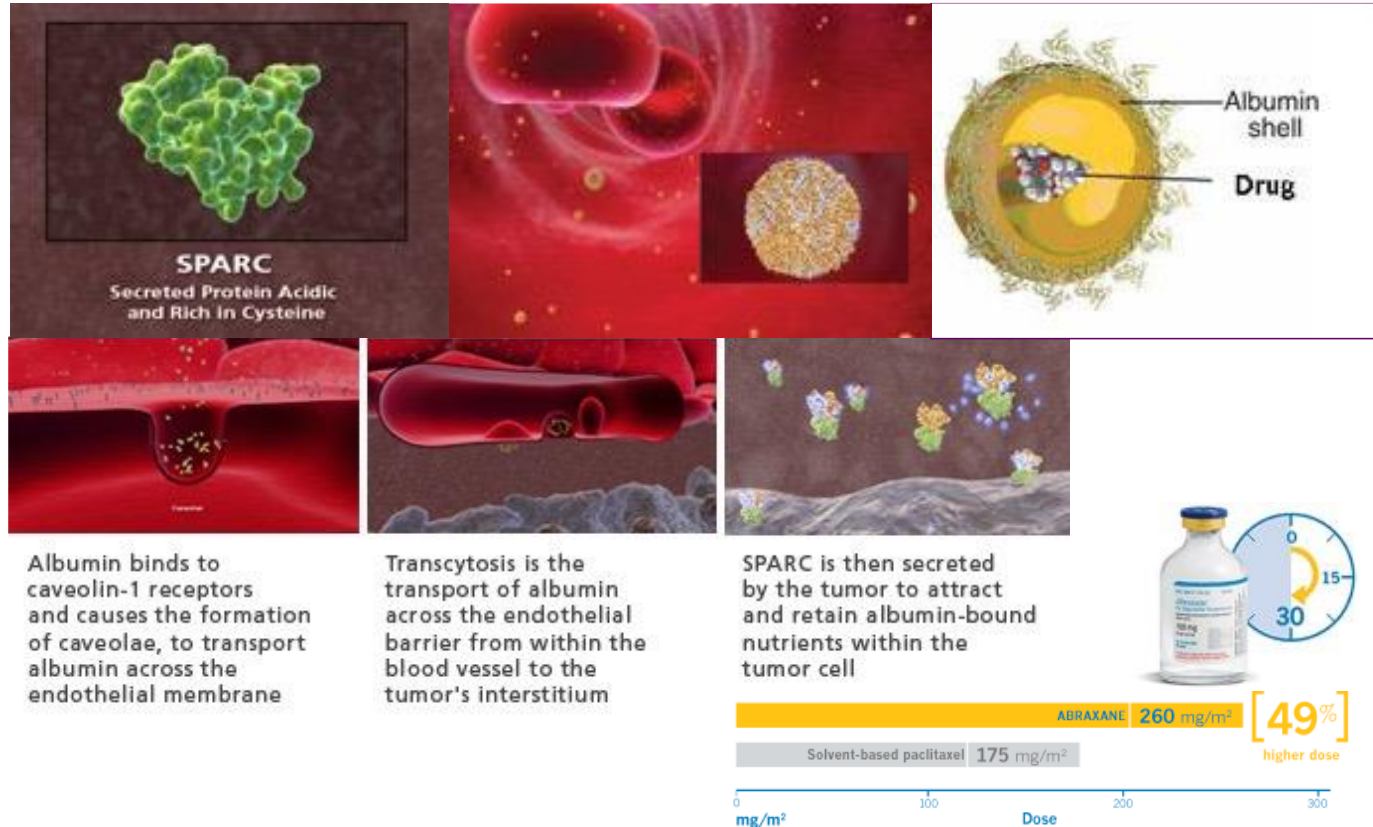 SPARC
Secreted Protein Acidic
and Rich in Cysteine
Albumin
shell
Drug
Albumin binds to
caveolin-1 receptors
and causes the formation
of caveolae, to transport
albumin across the
endothelial membrane
Transcytosis is the
transport of albumin
across the endothelial
barrier from within the
blood vessel to the
tumor's interstitium
SPARC is then secreted
by the tumor to attract
and retain albumin-bound
nutrients within the
tumor cell
0
15
30
ABRAXANE 260 mg/m²
[49%]
higher dose
Solvent-based paclitaxel 175 mg/m²
0 100 200 300
mg/m² Dose